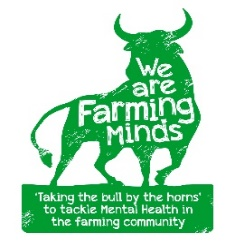 We
are
Farming
Minds
'Taking the bull by the horns'
to tackle Mental Health in
the farming community